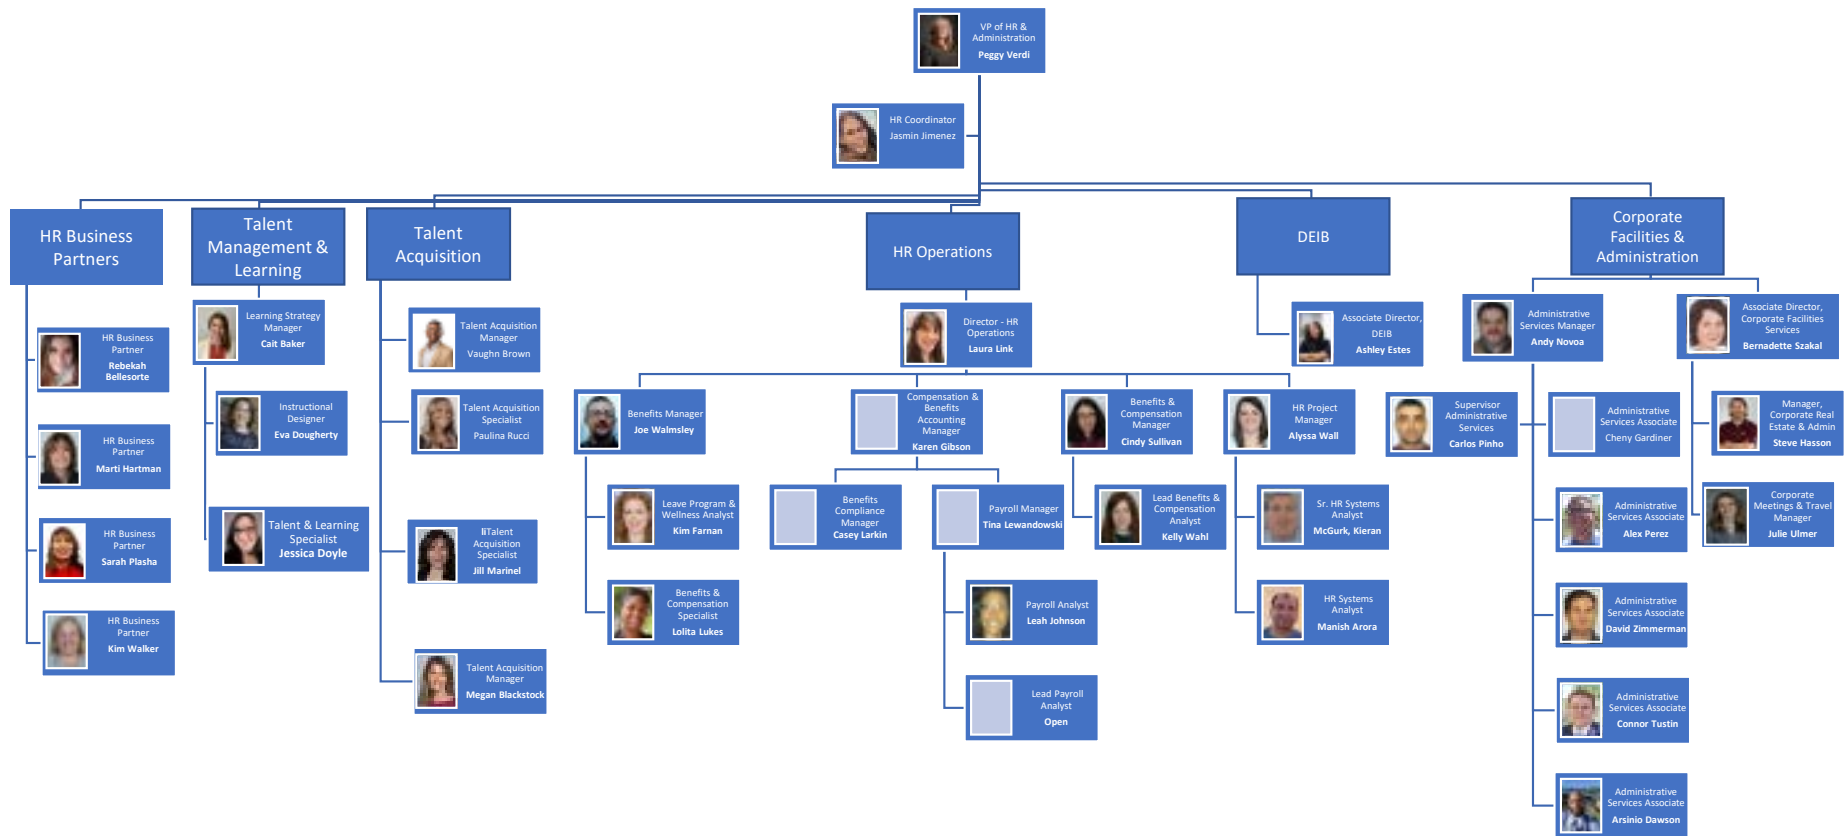 VP of HR &
Administration
Peggy Verdi
HR Coordinator
Jasmin Jimenez
HR Business
Partners
Talent
Management &
Learning
Talent
Acquisition
HR Operations
DEIB
Corporate
Facilities &
Administration
HR Business
Partner
Rebekah
Bellesorte
HR Business
Partner
Marti Hartman
HR Business
Partner
Sarah Plasha
HR Business
Partner
Kim Walker
Learning Strategy
Manager
Cait Baker
Instructional
Designer
Eva Dougherty
Talent & Learning
Specialist
Jessica Doyle
Talent Acquisition
Manager
Vaughn Brown
Talent Acquisition
Specialist
Paulina Rucci
liTalent
Acquisition
Specialist
Jill Marinel
Talent Acquisition
Manager
Megan Blackstock
Director - HR
Operations
Laura Link
Benefits Manager
Joe Walmsley
Leave Program &
Wellness Analyst
Kim Farnan
Benefits &
Compensation
Specialist
Lolita Lukes
Compensation &
Benefits
Accounting
Manager
Karen Gibson
Benefits
Compliance
Manager
Casey Larkin
Payroll Manager
Tina Lewandowski
Payroll Analyst
Leah Johnson
Lead Payroll
Analyst
Open
Benefits &
Compensation
Manager
Cindy Sullivan
Lead Benefits &
Compensation
Analyst
Kelly Wahl
HR Project
Manager
Alyssa Wall
Sr. HR Systems
Analyst
McGurk, Kieran
HR Systems
Analyst
Manish Arora
Associate Director,
DEIB
Ashley Estes
Administrative
Services Manager
Andy Novoa
Supervisor
Administrative
Services
Carlos Pinho
Administrative
Services Associate
Cheny Gardiner
Administrative
Services Associate
Alex Perez
Administrative
Services Associate
David Zimmerman
Administrative
Services Associate
Connor Tustin
Administrative
Services Associate
Arsinio Dawson
Associate Director,
Corporate Facilities
Services
Bernadette Szakal
Manager,
Corporate Real
Estate & Admin
Steve Hasson
Corporate
Meetings & Travel
Manager
Julie Ulmer